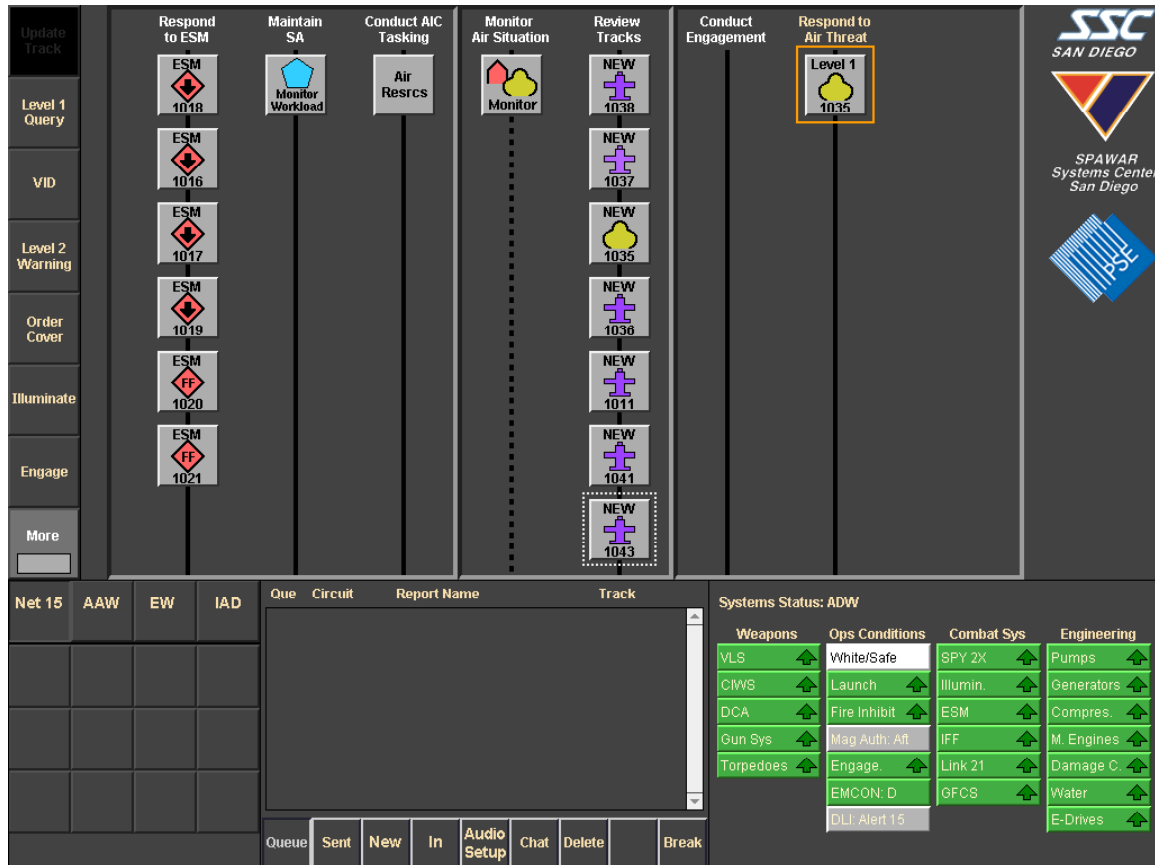 Update
Track
Level 1
Query
VID
Level 2
Warning
Order
Cover
Illuminate
Engage
More
Respond
to ESM
Maintain
SA
Conduct AIC
Tasking
Monitor
Air Situation
Review
Tracks
Conduct
Engagement
Respond to
Air Threat
ESM
1018
ESM
1016
ESM
1017
ESM
1019
ESM
FF
1020
ESM
FF
1021
Monitor
Workload
Air
Resrcs
Monitor
NEW
1038
NEW
1037
NEW
1035
NEW
1036
NEW
1011
NEW
1041
NEW
1043
Level 1
1035
SSC
SAN DIEGO
SPAWAR
Systems Center
San Diego
PSE
Net 15 AAW EW IAD
Que Circuit Report Name Track
Queue Sent New In Audio Setup Chat Delete Break
Systems Status: ADW
Weapons Ops Conditions Combat Sys Engineering
VLS White/Safe SPY 2X Pumps
CIWS Launch Illumin. Generators
DCA Fire Inhibit ESM Compres.
Gun Sys Mag Auth: Aft IFF M. Engines
Torpedoes Engage. Link 21 Damage C.
EMCON: D GFCS Water
DLI: Alert 15 E-Drives